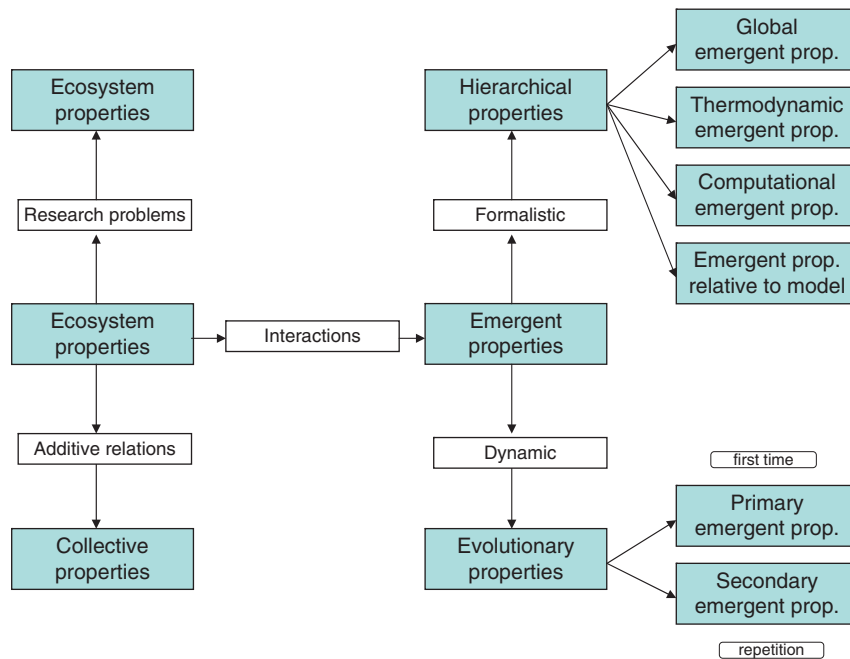 Global
emergent prop.
Ecosystem
properties
Hierarchical
properties
Thermodynamic
emergent prop.
Computational
emergent prop.
Research problems
Formalistic
Emergent prop.
relative to model
Ecosystem
properties
Interactions
Emergent
properties
Additive relations
Dynamic
first time
Primary
emergent prop.
Collective
properties
Evolutionary
properties
Secondary
emergent prop.
repetition